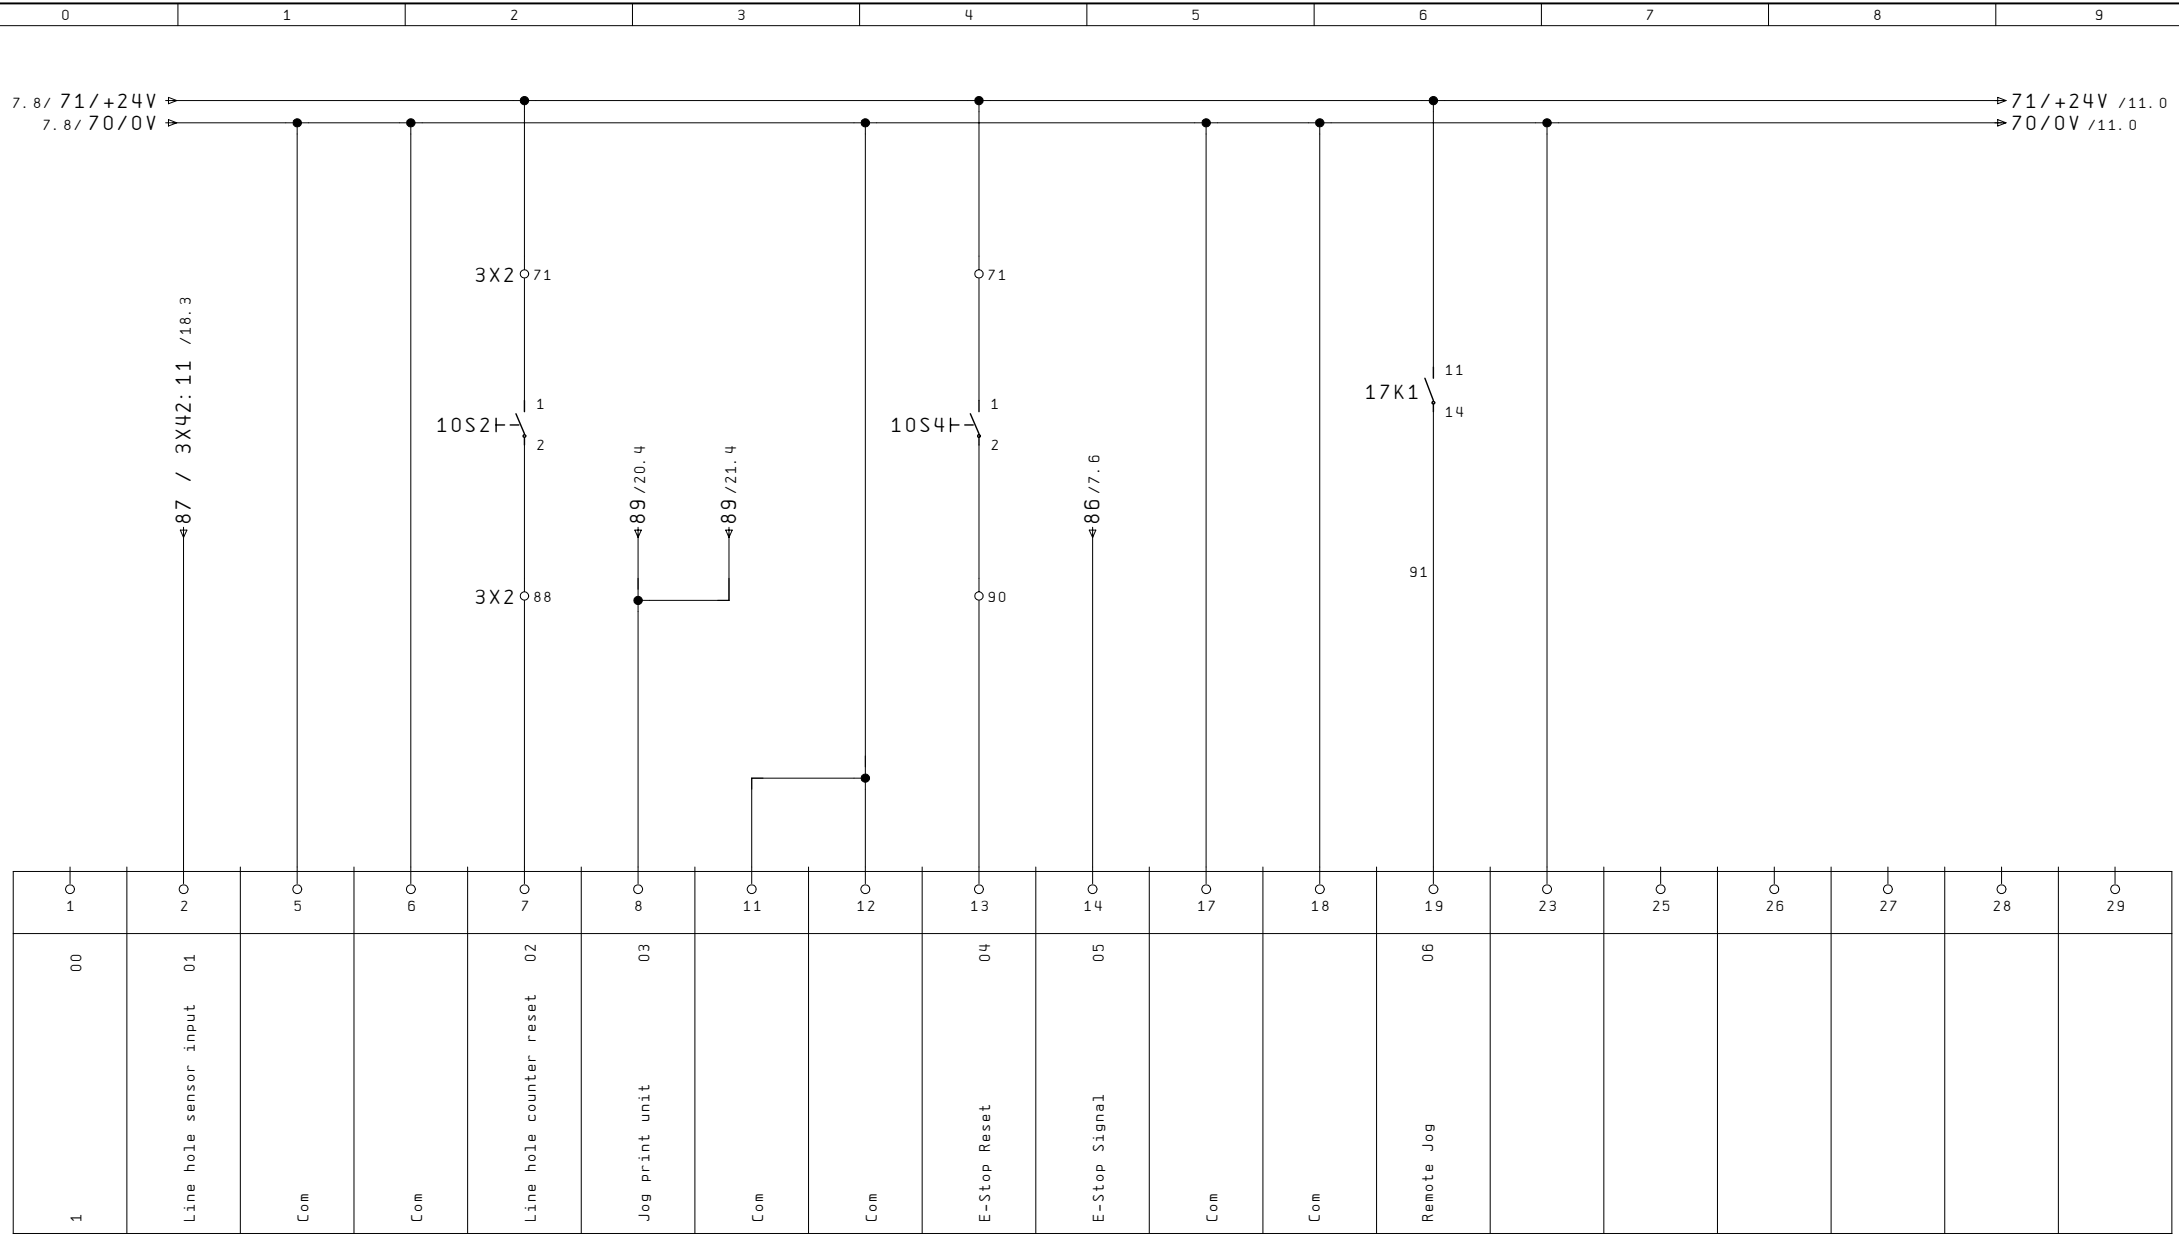 0 1 2 3 4 5 6 7 8 9
7.8/ 71/+24V
71/+24V /11.0
7.8/ 70/0V
70/0V /11.0
3X2 71
71
87 / 3X42:11 /18.3
11
17K1
14
1
10S2
2
1
10S4
2
89/20.4
89/21.4
86/7.6
91
3X2 88
90
1 2 5 6 7 8 11 12 13 14 17 18 19 23 25 26 27 28 29
1 00
Line hole sensor input 01
Com
Com
Line hole counter reset 02
Jog print unit 03
Com
Com
E-Stop Reset 04
E-Stop Signal 05
Com
Com
Remote Jog 06